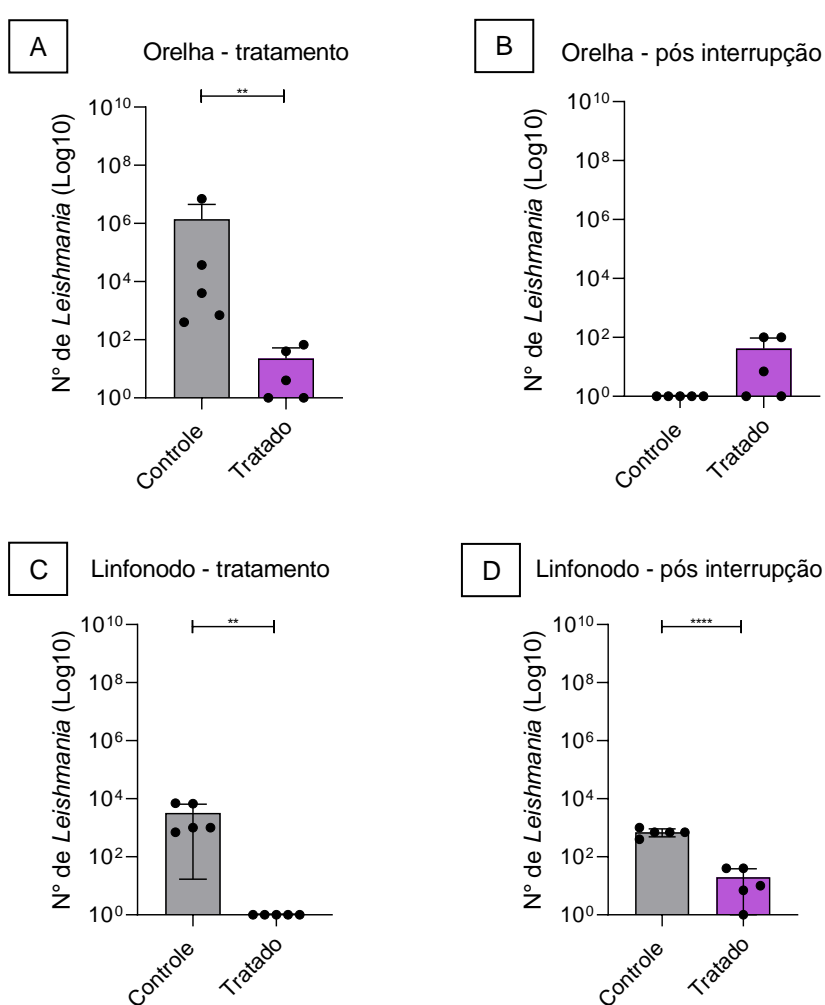 A
Orelha - tratamento
**
10^10
10^8
10^6
10^4
10^2
10^0
N° de Leishmania (Log10)
Controle
Tratado
B
Orelha - pós interrupção
10^10
10^8
10^6
10^4
10^2
10^0
N° de Leishmania (Log10)
Controle
Tratado
C
Linfonodo - tratamento
**
10^10
10^8
10^6
10^4
10^2
10^0
N° de Leishmania (Log10)
Controle
Tratado
D
Linfonodo - pós interrupção
****
10^10
10^8
10^6
10^4
10^2
10^0
N° de Leishmania (Log10)
Controle
Tratado